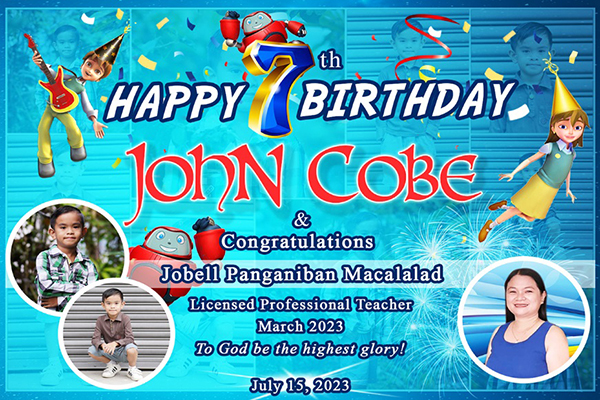 7th
HAPPY BIRTHDAY
JOHN COBE
&
Congratulations
Jobell Panganiban Macalalad
Licensed Professional Teacher
March 2023
To God be the highest glory!
July 15, 2023